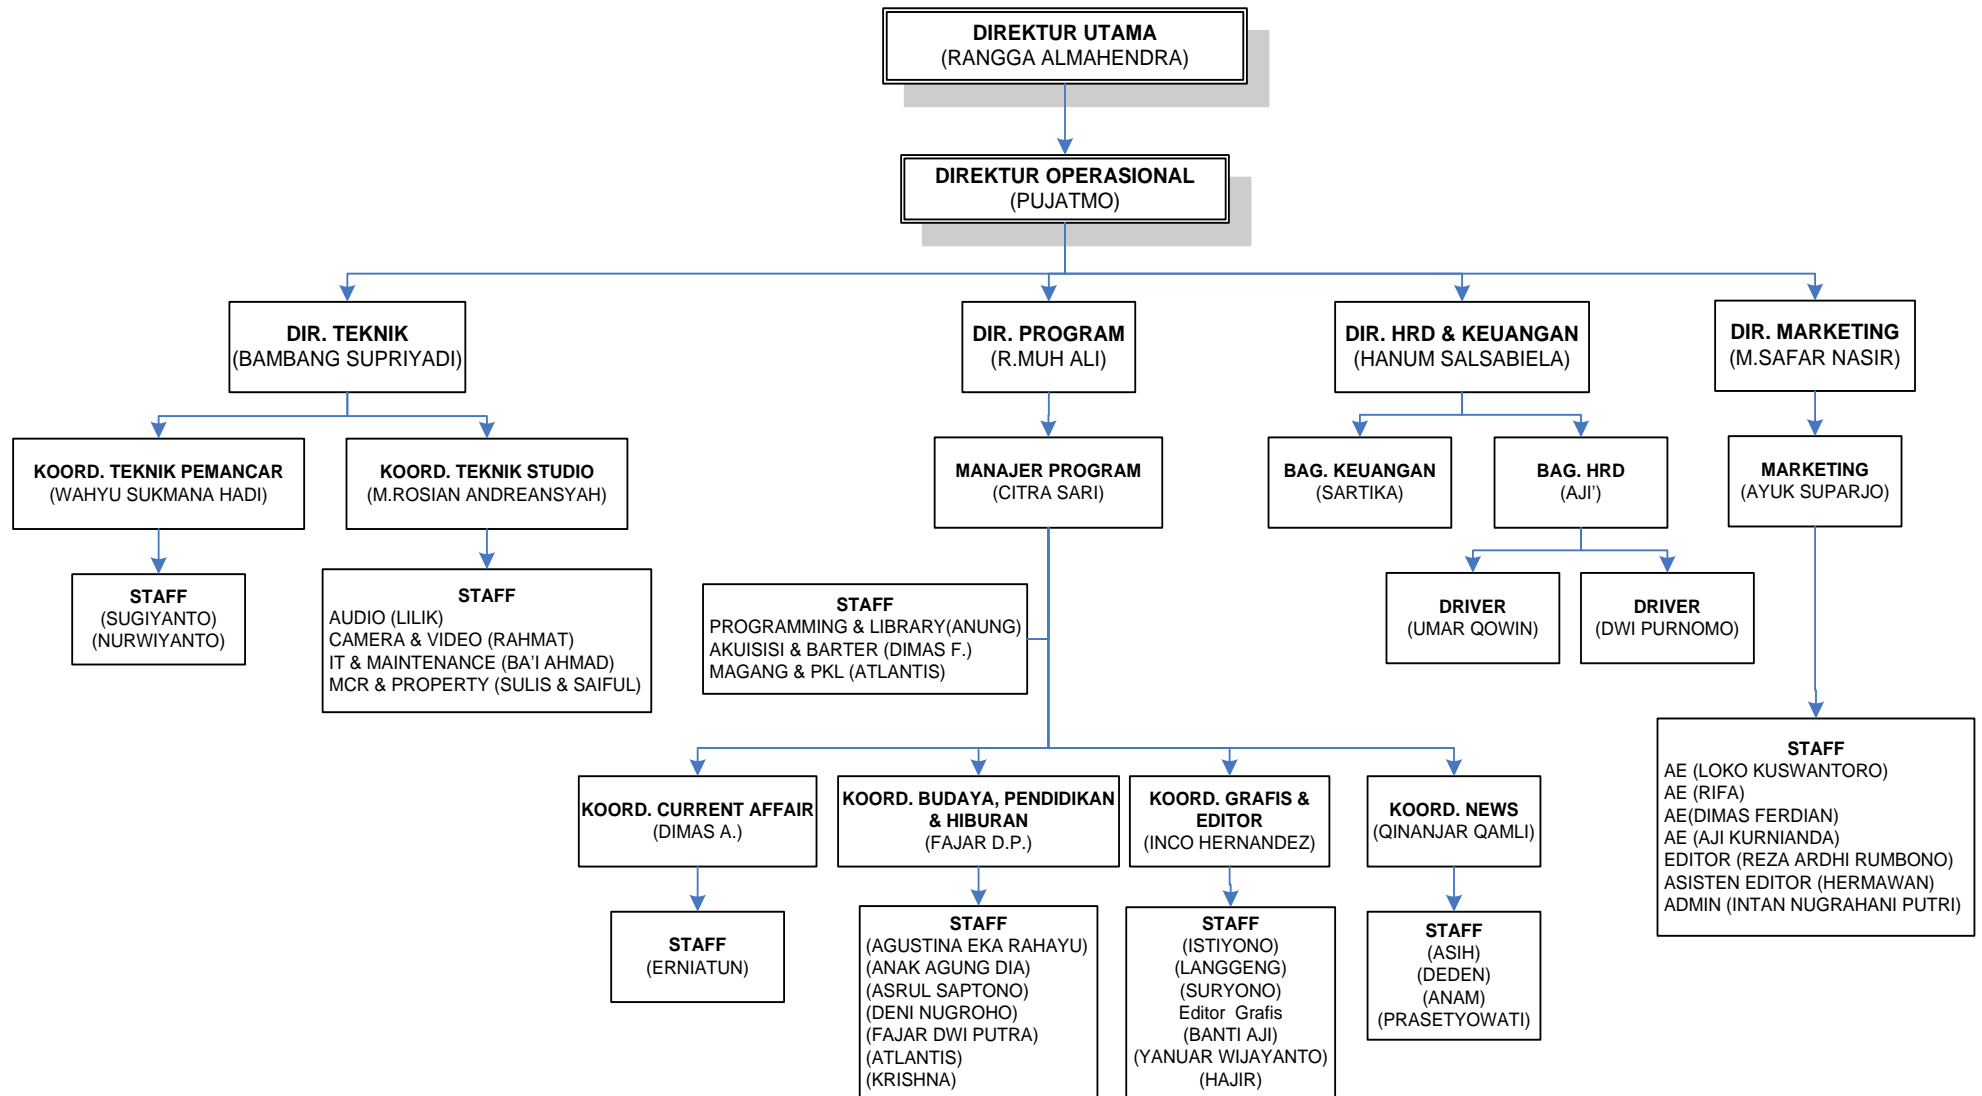 DIREKTUR UTAMA
(RANGGA ALMAHENDRA)
DIREKTUR OPERASIONAL
(PUJATMO)
DIR. TEKNIK
(BAMBANG SUPRIYADI)
DIR. PROGRAM
(R.MUH ALI)
DIR. HRD & KEUANGAN
(HANUM SALSABIELA)
DIR. MARKETING
(M.SAFAR NASIR)
KOORD. TEKNIK PEMANCAR
(WAHYU SUKMANA HADI)
KOORD. TEKNIK STUDIO
(M.ROSIAN ANDREANSYAH)
MANAJER PROGRAM
(CITRA SARI)
BAG. KEUANGAN
(SARTIKA)
BAG. HRD
(AJI’)
MARKETING
(AYUK SUPARJO)
STAFF
(SUGIYANTO)
(NURWIYANTO)
STAFF
AUDIO (LILIK)
CAMERA & VIDEO (RAHMAT)
IT & MAINTENANCE (BA’I AHMAD)
MCR & PROPERTY (SULIS & SAIFUL)
STAFF
PROGRAMMING & LIBRARY(ANUNG)
AKUISISI & BARTER (DIMAS F.)
MAGANG & PKL (ATLANTIS)
DRIVER
(UMAR QOWIN)
DRIVER
(DWI PURNOMO)
STAFF
AE (LOKO KUSWANTORO)
AE (RIFA)
AE(DIMAS FERDIAN)
AE (AJI KURNIANDA)
EDITOR (REZA ARDHI RUMBONO)
ASISTEN EDITOR (HERMAWAN)
ADMIN (INTAN NUGRAHANI PUTRI)
KOORD. CURRENT AFFAIR
(DIMAS A.)
KOORD. BUDAYA, PENDIDIKAN
& HIBURAN
(FAJAR D.P.)
KOORD. GRAFIS &
EDITOR
(INCO HERNANDEZ)
KOORD. NEWS
(QINANJAR QAMLI)
STAFF
(ERNIATUN)
STAFF
(AGUSTINA EKA RAHAYU)
(ANAK AGUNG DIA)
(ASRUL SAPTONO)
(DENI NUGROHO)
(FAJAR DWI PUTRA)
(ATLANTIS)
(KRISHNA)
STAFF
(ISTIYONO)
(LANGGENG)
(SURYONO)
Editor Grafis
(BANTI AJI)
(YANUAR WIJAYANTO)
(HAJIR)
STAFF
(ASIH)
(DEDEN)
(ANAM)
(PRASETYOWATI)